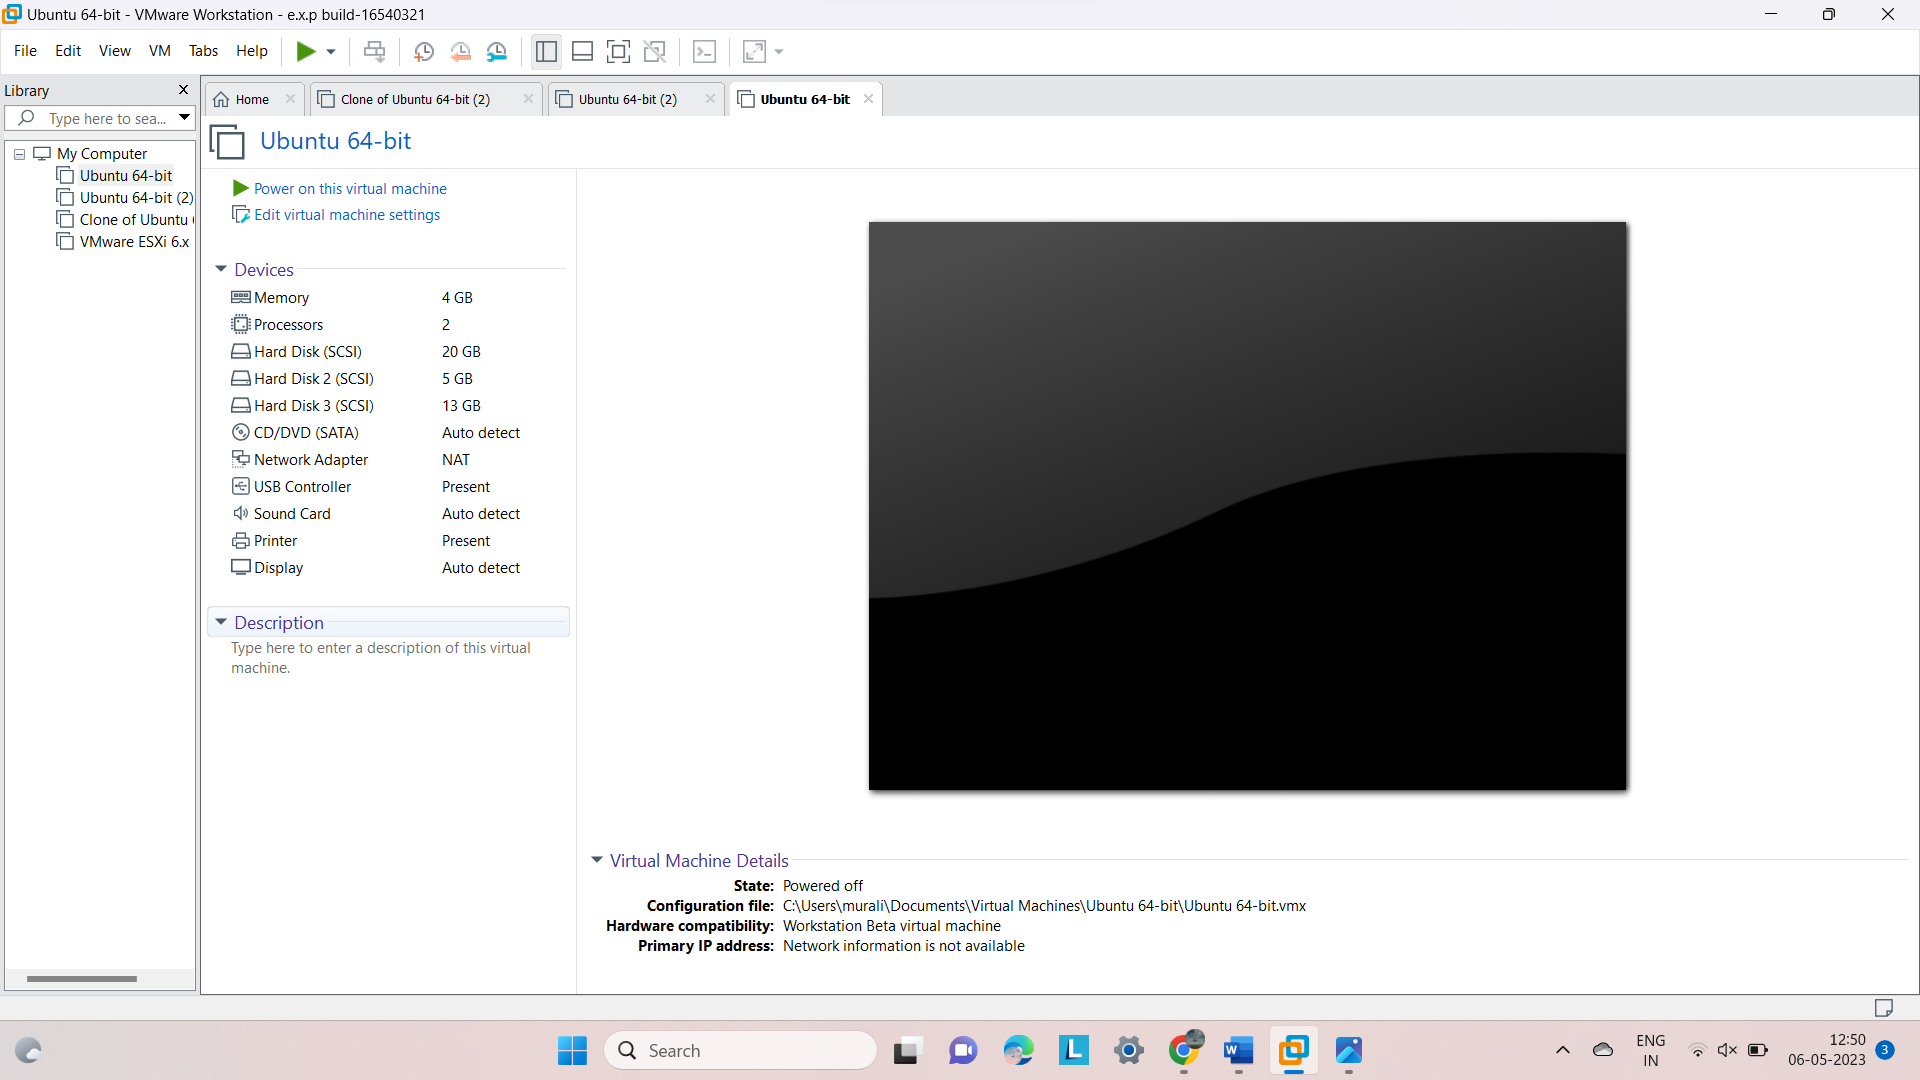 Ubuntu 64-bit - VMware Workstation - e.x.p build-16540321
File Edit View VM Tabs Help
Library
Type here to sea...
My Computer
Ubuntu 64-bit
Ubuntu 64-bit (2)
Clone of Ubuntu
VMware ESXi 6.x
Home
Clone of Ubuntu 64-bit (2)
Ubuntu 64-bit (2)
Ubuntu 64-bit
Ubuntu 64-bit
Power on this virtual machine
Edit virtual machine settings
Devices
Memory 4 GB
Processors 2
Hard Disk (SCSI) 20 GB
Hard Disk 2 (SCSI) 5 GB
Hard Disk 3 (SCSI) 13 GB
CD/DVD (SATA) Auto detect
Network Adapter NAT
USB Controller Present
Sound Card Auto detect
Printer Present
Display Auto detect
Description
Type here to enter a description of this virtual
machine.
Virtual Machine Details
State: Powered off
Configuration file: C:\Users\murali\Documents\Virtual Machines\Ubuntu 64-bit\Ubuntu 64-bit.vmx
Hardware compatibility: Workstation Beta virtual machine
Primary IP address: Network information is not available
Search
L
W
ENG
IN
12:50
06-05-2023
3